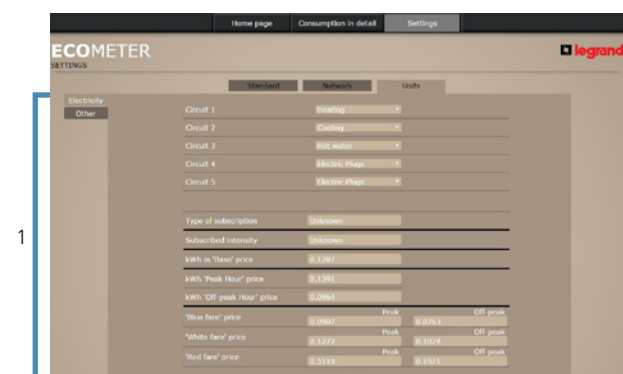 Home page Consumption in detail Settings
ECOMETER
legrand
SETTINGS
Standard Network Units
Electricity
Other
Circuit 1 Heating
Circuit 2 Cooling
Circuit 3 Hot water
Circuit 4 Electric Plugs
Circuit 5 Electric Plugs
1
Type of subscription Unknown
Subscribed intensity Unknown
kWh in 'Base' price 0.1287
kWh 'Peak Hour' price 0.1391
kWh 'Off-peak Hour' price 0.0964
'Blue fare' price 0.0907 Peak 0.0763 Off-peak
'White fare' price 0.1272 Peak 0.1074 Off-peak
'Red fare' price 0.5119 Peak 0.1971 Off-peak